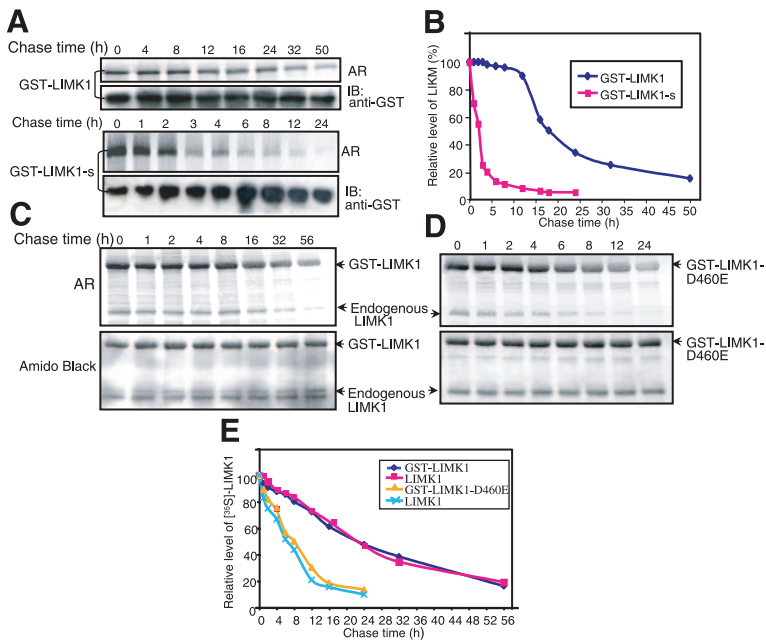 A
Chase time (h) 0 4 8 12 16 24 32 50
GST-LIMK1
AR
IB:
anti-GST
Chase time (h) 0 1 2 3 4 6 8 12 24
GST-LIMK1-s
AR
IB:
anti-GST
B
Relative level of LIKM (%)
100
80
60
40
20
0
0 5 10 15 20 25 30 35 40 45 50
Chase time (h)
GST-LIMK1
GST-LIMK1-s
C
Chase time (h) 0 1 2 4 8 16 32 56
AR
GST-LIMK1
Endogenous
LIMK1
Amido Black
GST-LIMK1
Endogenous
LIMK1
D
0 1 2 4 6 8 12 24
GST-LIMK1-
D460E
GST-LIMK1-
D460E
E
Relative level of [³⁵S]-LIMK1
100
80
60
40
20
0
0 4 8 12 16 20 24 28 32 36 40 44 48 52 56
Chase time (h)
GST-LIMK1
LIMK1
GST-LIMK1-D460E
LIMK1